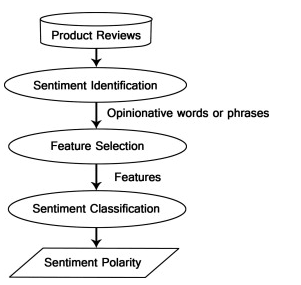 Product Reviews
Sentiment Identification
Opinionative words or phrases
Feature Selection
Features
Sentiment Classification
Sentiment Polarity